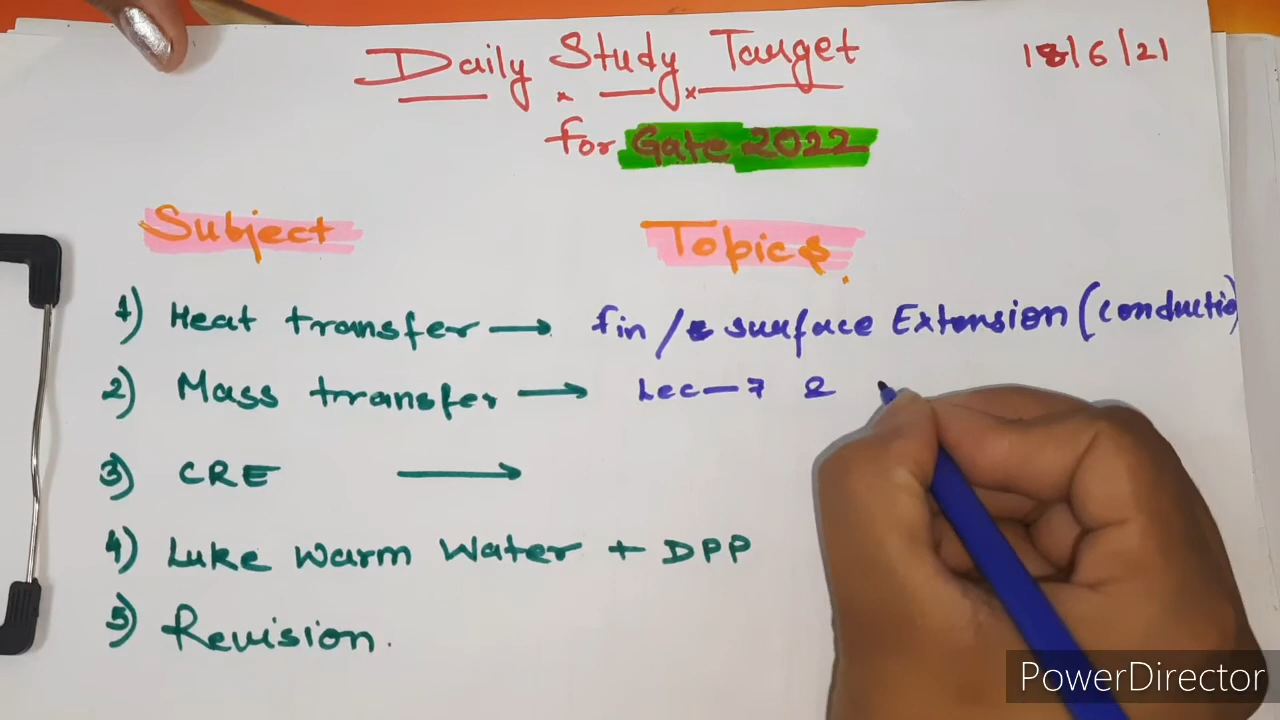 Daily Study Target 18/6/21
for Gate 2022
Subject Topics
1) Heat transfer → fin / surface Extension (conductio
2) Mass transfer → Lec-7 &
3) CRE →
4) Luke Warm Water + DPP
5) Revision.
PowerDirector